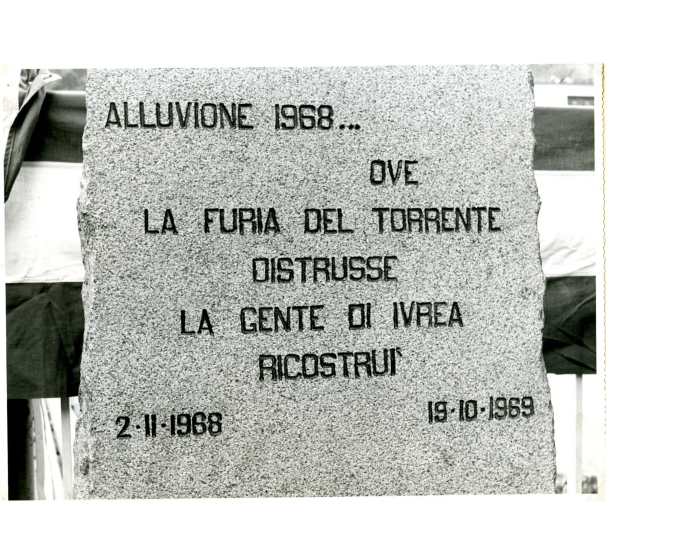 ALLUVIONE 1968...
OVE
LA FURIA DEL TORRENTE
DISTRUSSE
LA GENTE DI IVREA
RICOSTRUI`
2·11·1968 19·10·1969